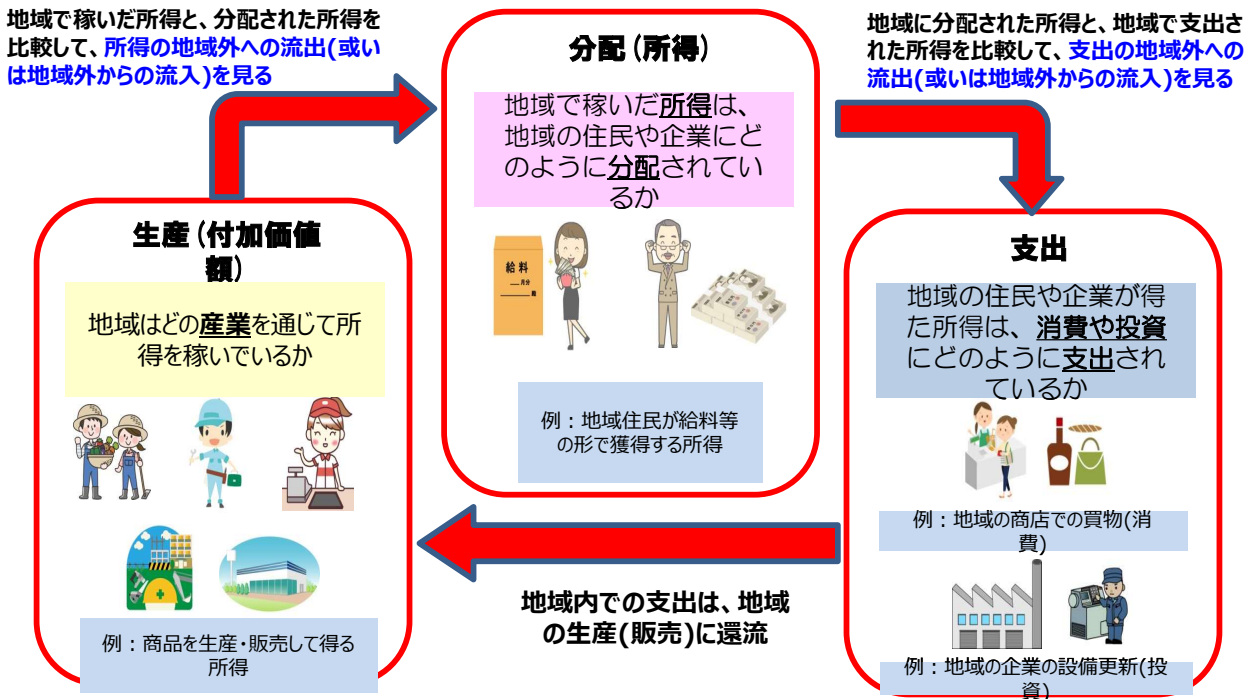 地域で稼いだ所得と、分配された所得を
比較して、所得の地域外への流出(或い
は地域外からの流入)を見る
分配(所得)
地域で稼いだ所得は、
地域の住民や企業にど
のように分配されてい
るか
給料
月分
殿
例：地域住民が給料等
の形で獲得する所得
地域に分配された所得と、地域で支出さ
れた所得を比較して、支出の地域外への
流出(或いは地域外からの流入)を見る
生産(付加価値
額)
地域はどの産業を通じて所
得を稼いでいるか
例：商品を生産・販売して得る
所得
支出
地域の住民や企業が得
た所得は、消費や投資
にどのように支出され
ているか
例：地域の商店での買物(消
費)
例：地域の企業の設備更新(投
資)
地域内での支出は、地域
の生産(販売)に還流